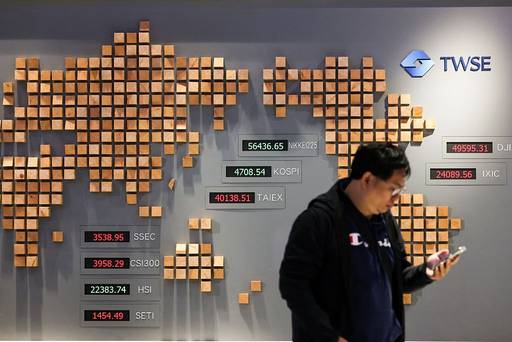 TWSE
56436.65 NIKKEI225
4708.54 KOSPI
40138.51 TAIEX
49595.31 DJI
24089.56 IXIC
3538.95 SSEC
3958.29 CSI300
22383.74 HSI
1454.49 SETI